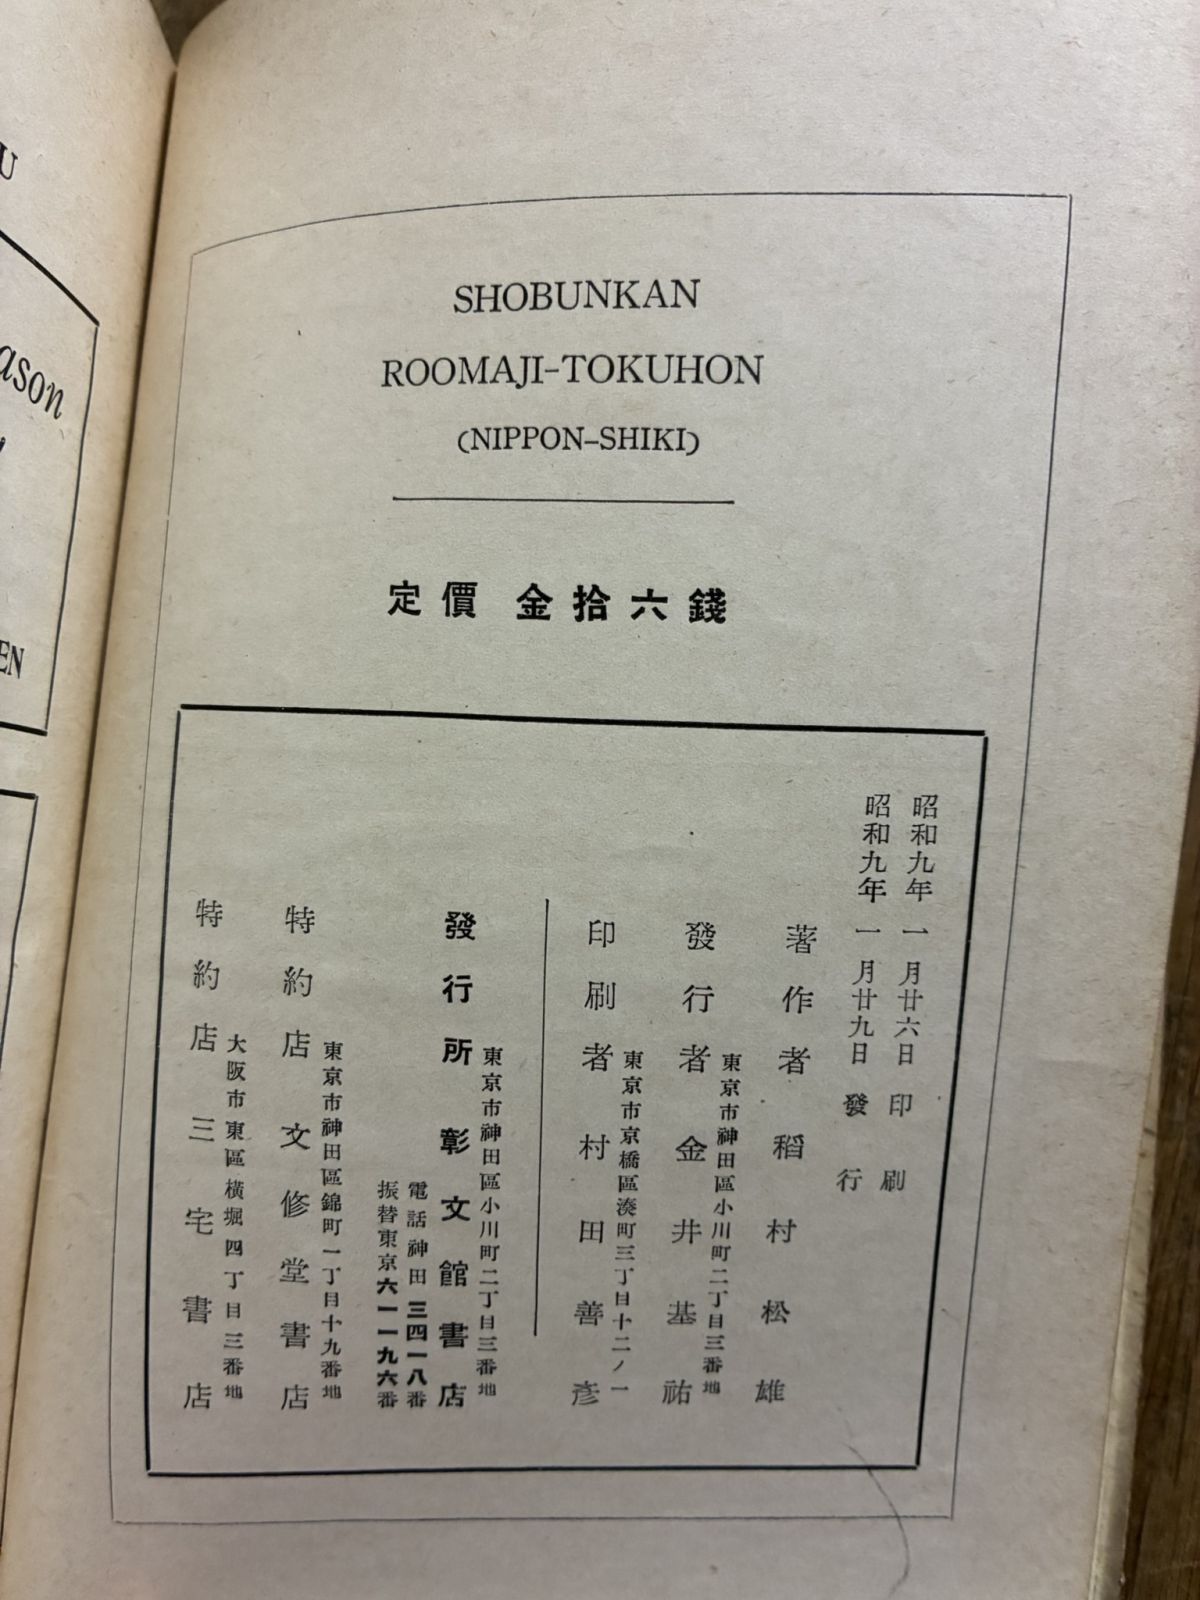 U
ason
EN
SHOBUNKAN
ROOMAJI-TOKUHON
(NIPPON-SHIKI)
定價 金拾六錢
昭和九年一月廿六日 印刷
昭和九年一月廿九日 發行
著作者 稻村松雄
東京市神田區小川町二丁目三番地
發行者 金井基祐
東京市京橋區湊町三丁目十二ノ一
印刷者 村田善彥
東京市神田區小川町二丁目三番地
發行所 彰文館書店
電話神田三四一八番
振替東京六一一九六番
東京市神田區錦町一丁目十九番地
特約店 文修堂書店
大阪市東區横堀四丁目三番地
特約店 三宅書店